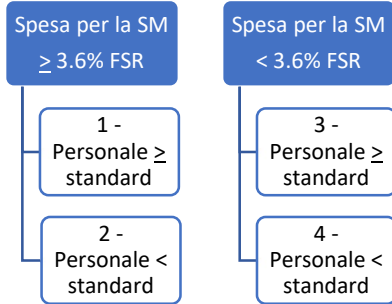 Spesa per la SM
≥ 3.6% FSR
1 -
Personale ≥
standard
2 -
Personale <
standard
Spesa per la SM
< 3.6% FSR
3 -
Personale ≥
standard
4 -
Personale <
standard